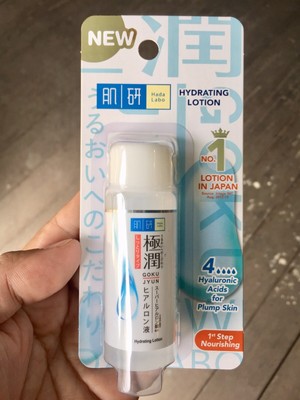 NEW
潤
肌研
Hada
Labo
HYDRATING
LOTION
うるおいへのこだわり
NO.1
LOTION
IN JAPAN
肌研
極潤
GOKU
JYUN
ヒアルロン液
Hydrating Lotion
4
Hyaluronic
Acids for
Plump Skin
1st Step
Nourishing
ABC